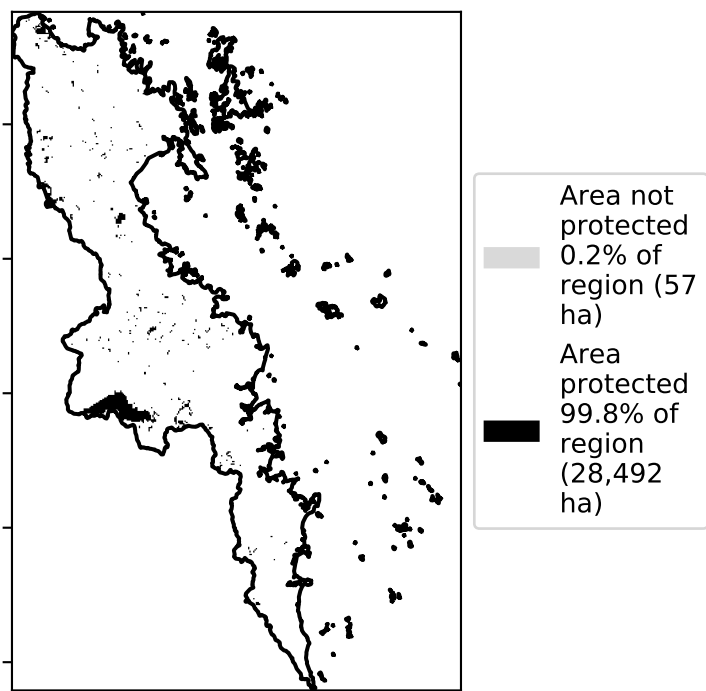 Area not
protected
0.2% of
region (57
ha)
Area
protected
99.8% of
region
(28,492
ha)